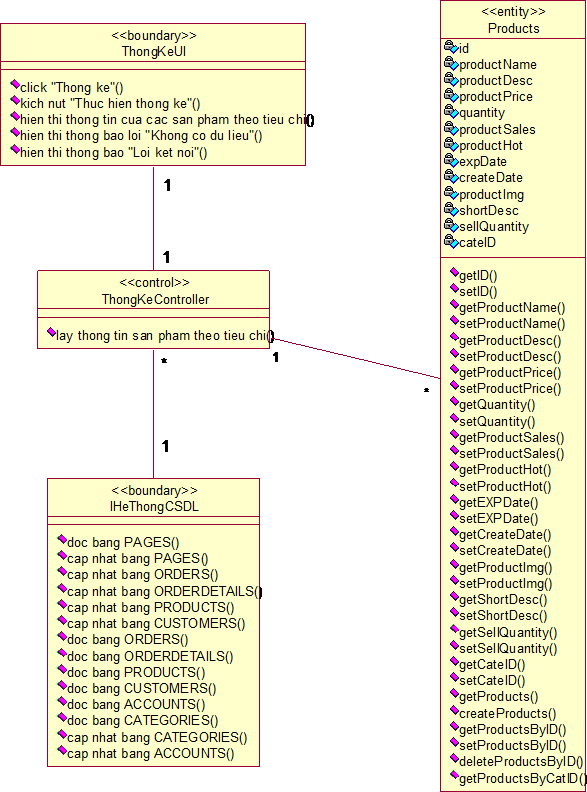 <<boundary>>
ThongKeUI
click "Thong ke"()
kich nut "Thuc hien thong ke"()
hien thi thong tin cua cac san pham theo tieu chi()
hien thi thong bao loi "Khong co du lieu"()
hien thi thong bao "Loi ket noi"()
1
1
<<control>>
ThongKeController
lay thong tin san pham theo tieu chi()
1
*
*
1
<<boundary>>
IHeThongCSDL
doc bang PAGES()
cap nhat bang PAGES()
cap nhat bang ORDERS()
cap nhat bang ORDERDETAILS()
cap nhat bang PRODUCTS()
cap nhat bang CUSTOMERS()
doc bang ORDERS()
doc bang ORDERDETAILS()
doc bang PRODUCTS()
doc bang CUSTOMERS()
doc bang ACCOUNTS()
doc bang CATEGORIES()
cap nhat bang CATEGORIES()
cap nhat bang ACCOUNTS()
<<entity>>
Products
id
productName
productDesc
productPrice
quantity
productSales
productHot
expDate
createDate
productImg
shortDesc
sellQuantity
cateID
getID()
setID()
getProductName()
setProductName()
getProductDesc()
setProductDesc()
getProductPrice()
setProductPrice()
getQuantity()
setQuantity()
getProductSales()
setProductSales()
getProductHot()
setProductHot()
getEXPDate()
setEXPDate()
getCreateDate()
setCreateDate()
getProductImg()
setProductImg()
getShortDesc()
setShortDesc()
getSellQuantity()
setSellQuantity()
getCateID()
setCateID()
getProducts()
createProducts()
getProductsByID()
setProductsByID()
deleteProductsByID()
getProductsByCatID()